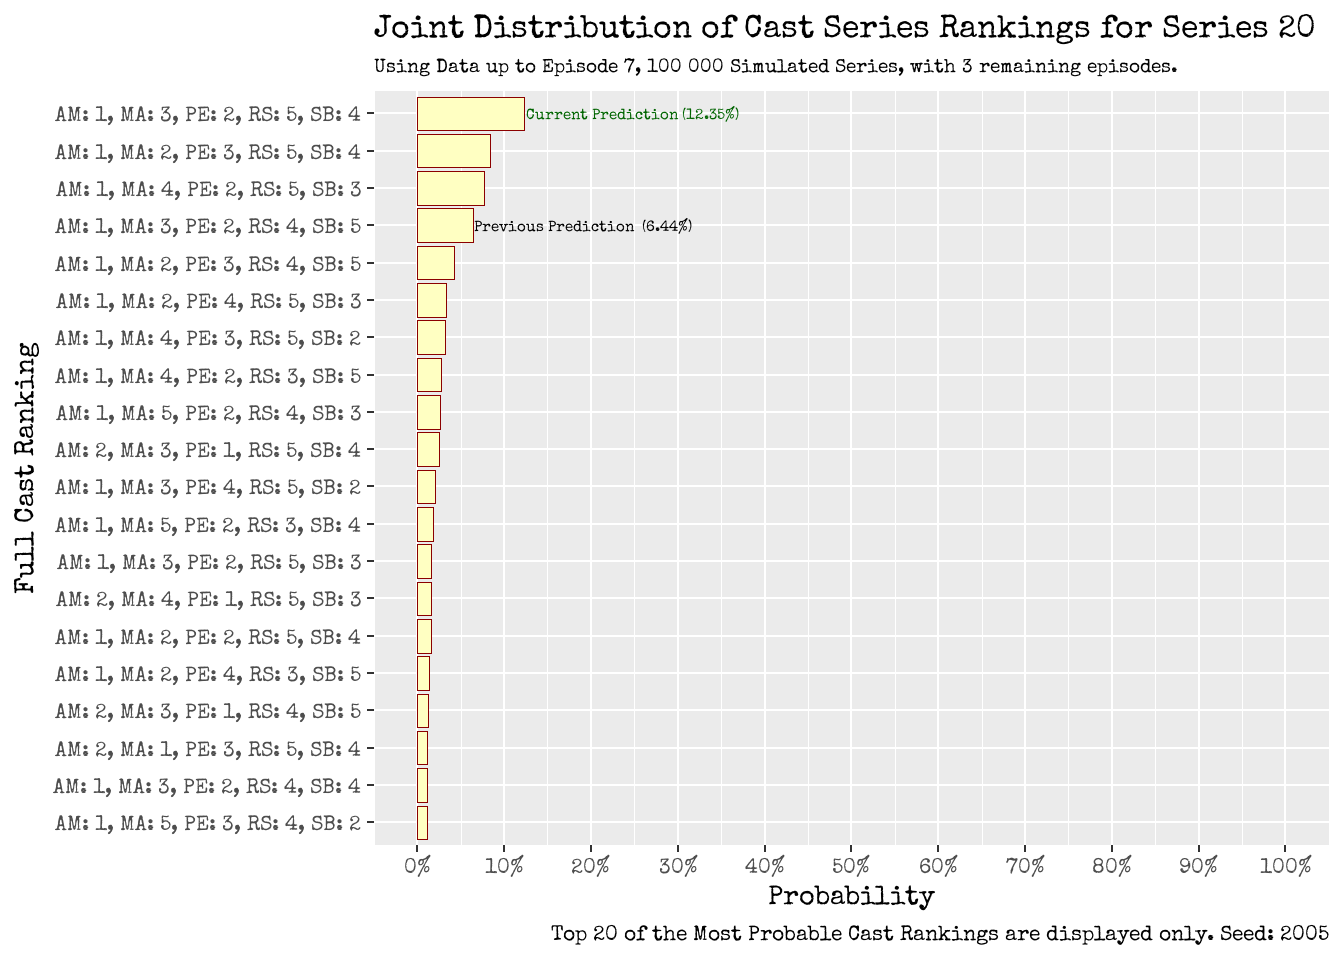 Joint Distribution of Cast Series Rankings for Series 20
Using Data up to Episode 7, 100 000 Simulated Series, with 3 remaining episodes.
Full Cast Ranking
AM: 1, MA: 3, PE: 2, RS: 5, SB: 4 Current Prediction (12.35%)
AM: 1, MA: 2, PE: 3, RS: 5, SB: 4
AM: 1, MA: 4, PE: 2, RS: 5, SB: 3
AM: 1, MA: 3, PE: 2, RS: 4, SB: 5 Previous Prediction (6.44%)
AM: 1, MA: 2, PE: 3, RS: 4, SB: 5
AM: 1, MA: 2, PE: 4, RS: 5, SB: 3
AM: 1, MA: 4, PE: 3, RS: 5, SB: 2
AM: 1, MA: 4, PE: 2, RS: 3, SB: 5
AM: 1, MA: 5, PE: 2, RS: 4, SB: 3
AM: 2, MA: 3, PE: 1, RS: 5, SB: 4
AM: 1, MA: 3, PE: 4, RS: 5, SB: 2
AM: 1, MA: 5, PE: 2, RS: 3, SB: 4
AM: 1, MA: 3, PE: 2, RS: 5, SB: 3
AM: 2, MA: 4, PE: 1, RS: 5, SB: 3
AM: 1, MA: 2, PE: 2, RS: 5, SB: 4
AM: 1, MA: 2, PE: 4, RS: 3, SB: 5
AM: 2, MA: 3, PE: 1, RS: 4, SB: 5
AM: 2, MA: 1, PE: 3, RS: 5, SB: 4
AM: 1, MA: 3, PE: 2, RS: 4, SB: 4
AM: 1, MA: 5, PE: 3, RS: 4, SB: 2
0% 10% 20% 30% 40% 50% 60% 70% 80% 90% 100%
Probability
Top 20 of the Most Probable Cast Rankings are displayed only. Seed: 2005